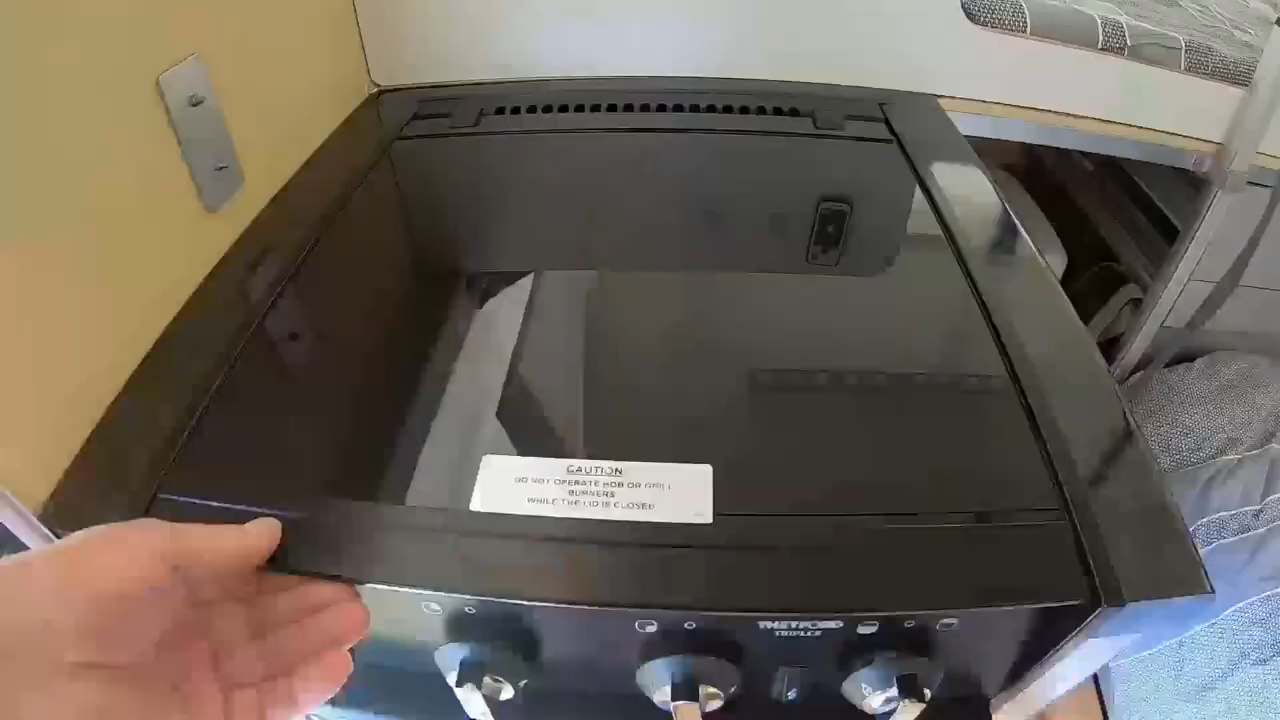 CAUTION
DO NOT OPERATE HOB OR GRILL
BURNERS
WHILE THE LID IS CLOSED
THETFORD
TRIPLEX